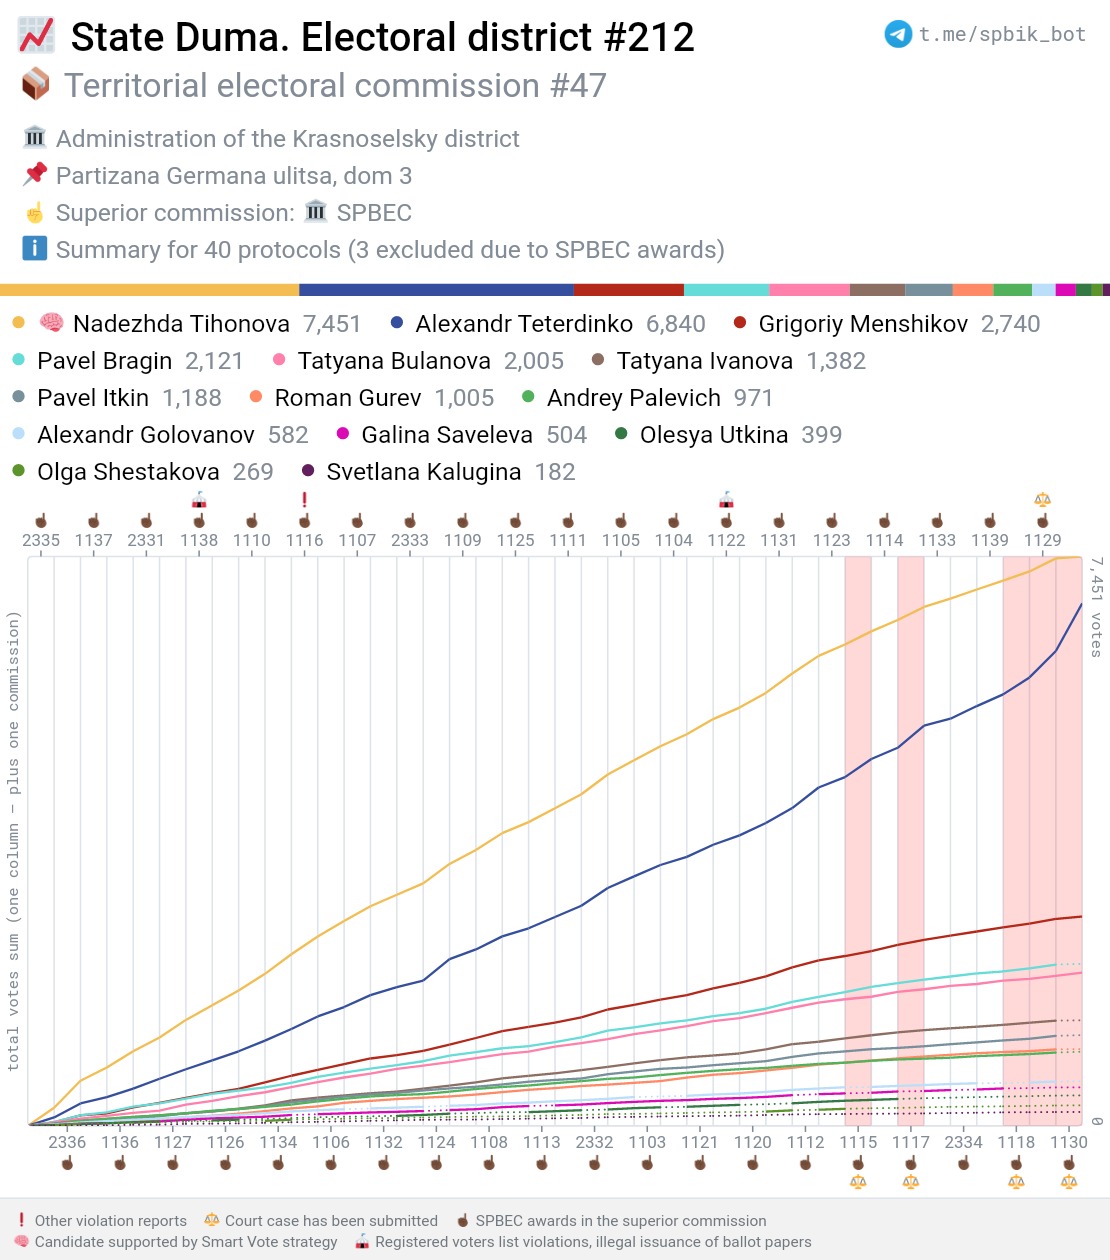 State Duma. Electoral district #212
t.me/spbik_bot
Territorial electoral commission #47
Administration of the Krasnoselsky district
Partizana Germana ulitsa, dom 3
Superior commission: SPBEC
Summary for 40 protocols (3 excluded due to SPBEC awards)
Nadezhda Tihonova 7,451 Alexandr Teterdinko 6,840 Grigoriy Menshikov 2,740
Pavel Bragin 2,121 Tatyana Bulanova 2,005 Tatyana Ivanova 1,382
Pavel Itkin 1,188 Roman Gurev 1,005 Andrey Palevich 971
Alexandr Golovanov 582 Galina Saveleva 504 Olesya Utkina 399
Olga Shestakova 269 Svetlana Kalugina 182
2335 1137 2331 1138 1110 1116 1107 2333 1109 1125 1111 1105 1104 1122 1131 1123 1114 1133 1139 1129
7,451 votes
total votes sum (one column – plus one commission)
0
2336 1136 1127 1126 1134 1106 1132 1124 1108 1113 2332 1103 1121 1120 1112 1115 1117 2334 1118 1130
Other violation reports Court case has been submitted SPBEC awards in the superior commission
Candidate supported by Smart Vote strategy Registered voters list violations, illegal issuance of ballot papers